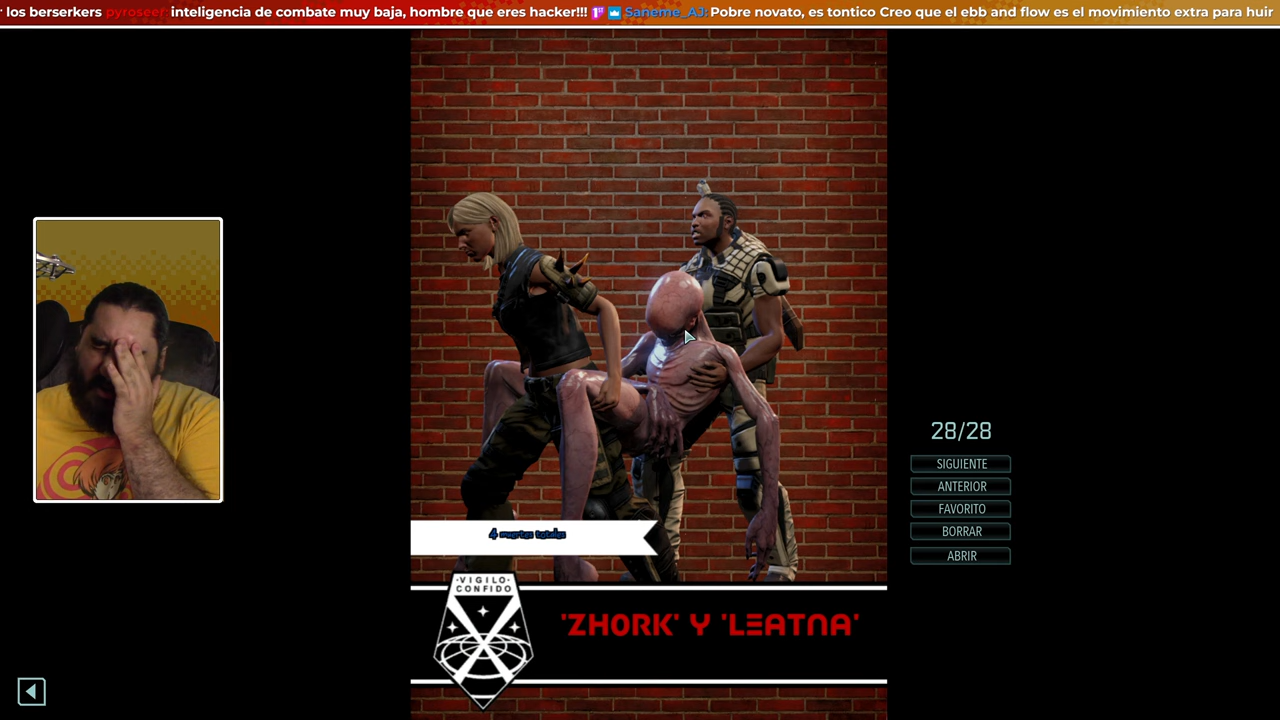 los berserkers pyroseef: inteligencia de combate muy baja, hombre que eres hacker!!! Saneme_AJ: Pobre novato, es tontico Creo que el ebb and flow es el movimiento extra para huir
28/28
SIGUIENTE
ANTERIOR
FAVORITO
BORRAR
ABRIR
4 muertes totales
·VIGILO·
CONFIDO
'ZHORK' Y 'LEATNA'